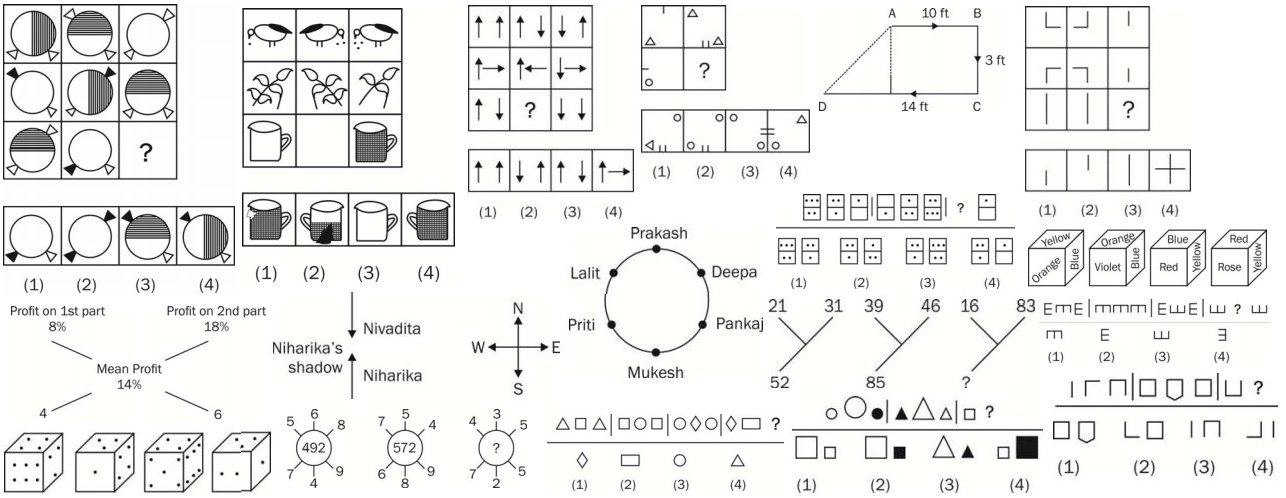 ?
(1) (2) (3) (4)
(1) (2) (3) (4)
?
(1) (2) (3) (4)
?
(1) (2) (3) (4)
A 10 ft B
3 ft
D 14 ft C
?
(1) (2) (3) (4)
?
(1) (2) (3) (4)
Yellow Orange Blue
Orange Violet Blue
Blue Red Yellow
Red Rose Yellow
Profit on 1st part
8%
Profit on 2nd part
18%
Mean Profit
14%
4 6
Nivadita
Niharika's
shadow
Niharika
N
W E
S
Prakash
Lalit Deepa
Priti Pankaj
Mukesh
21 31 39 46 16 83
52 85 ?
?
(1) (2) (3) (4)
5 6 8
492
7 4 9
7 5 4
572
8 6 9
4 3 5
?
7 2 5
?
(1) (2) (3) (4)
?
(1) (2) (3) (4)
?
(1) (2) (3) (4)